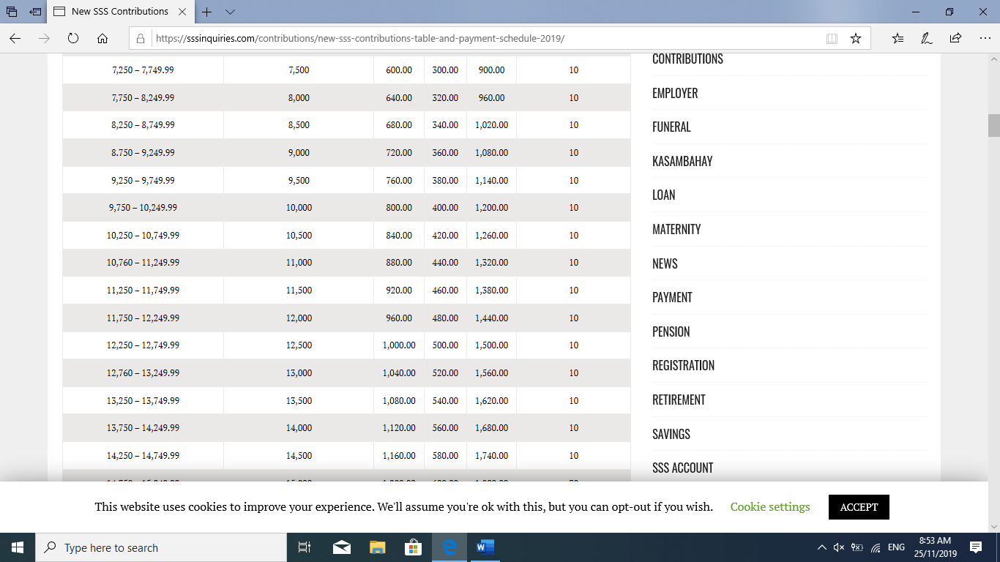 New SSS Contributions
https://sssinquiries.com/contributions/new-sss-contributions-table-and-payment-schedule-2019/
7,250 – 7,749.99 7,500 600.00 300.00 900.00 10
7,750 – 8,249.99 8,000 640.00 320.00 960.00 10
8,250 – 8,749.99 8,500 680.00 340.00 1,020.00 10
8.750 – 9,249.99 9,000 720.00 360.00 1,080.00 10
9,250 – 9,749.99 9,500 760.00 380.00 1,140.00 10
9,750 – 10,249.99 10,000 800.00 400.00 1,200.00 10
10,250 – 10,749.99 10,500 840.00 420.00 1,260.00 10
10,760 – 11,249.99 11,000 880.00 440.00 1,320.00 10
11,250 – 11,749.99 11,500 920.00 460.00 1,380.00 10
11,750 – 12,249.99 12,000 960.00 480.00 1,440.00 10
12,250 – 12,749.99 12,500 1,000.00 500.00 1,500.00 10
12,760 – 13,249.99 13,000 1,040.00 520.00 1,560.00 10
13,250 – 13,749.99 13,500 1,080.00 540.00 1,620.00 10
13,750 – 14,249.99 14,000 1,120.00 560.00 1,680.00 10
14,250 – 14,749.99 14,500 1,160.00 580.00 1,740.00 10
CONTRIBUTIONS
EMPLOYER
FUNERAL
KASAMBAHAY
LOAN
MATERNITY
NEWS
PAYMENT
PENSION
REGISTRATION
RETIREMENT
SAVINGS
SSS ACCOUNT
This website uses cookies to improve your experience. We'll assume you're ok with this, but you can opt-out if you wish. Cookie settings ACCEPT
Type here to search
ENG
8:53 AM
25/11/2019